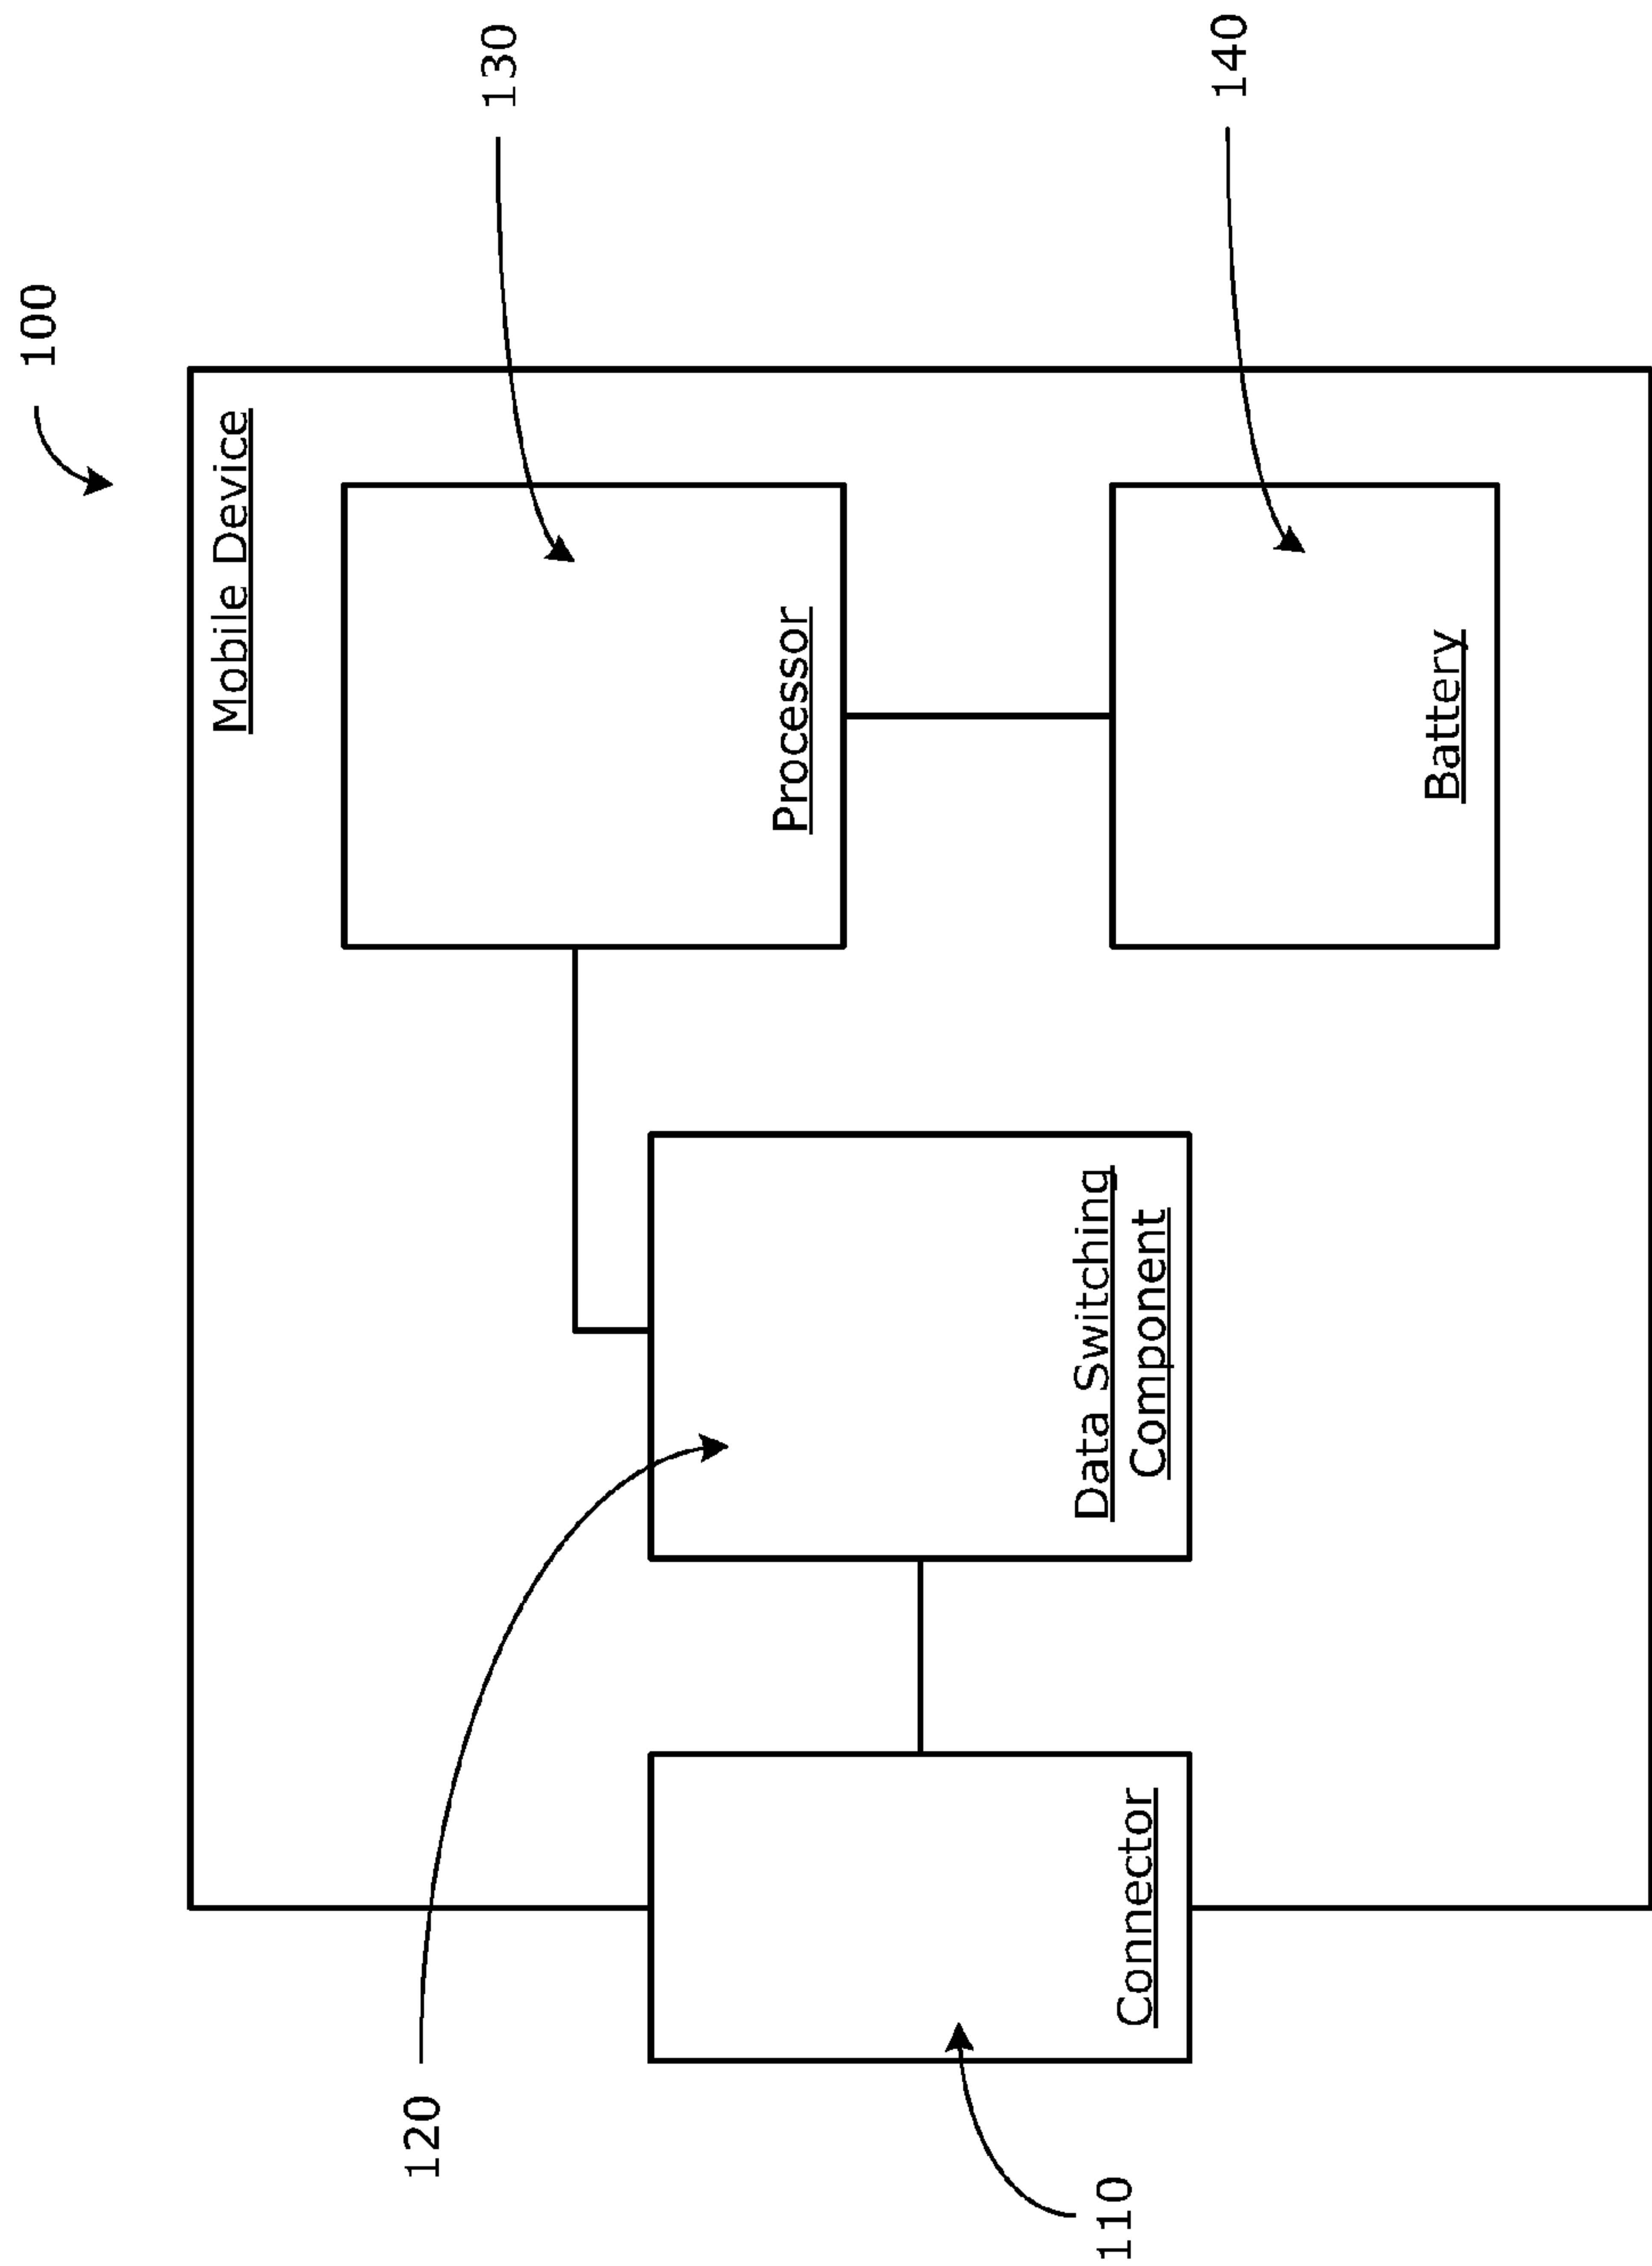 100
Mobile Device
130
Processor
120
Data Switching
Component
Connector
110
140
Battery